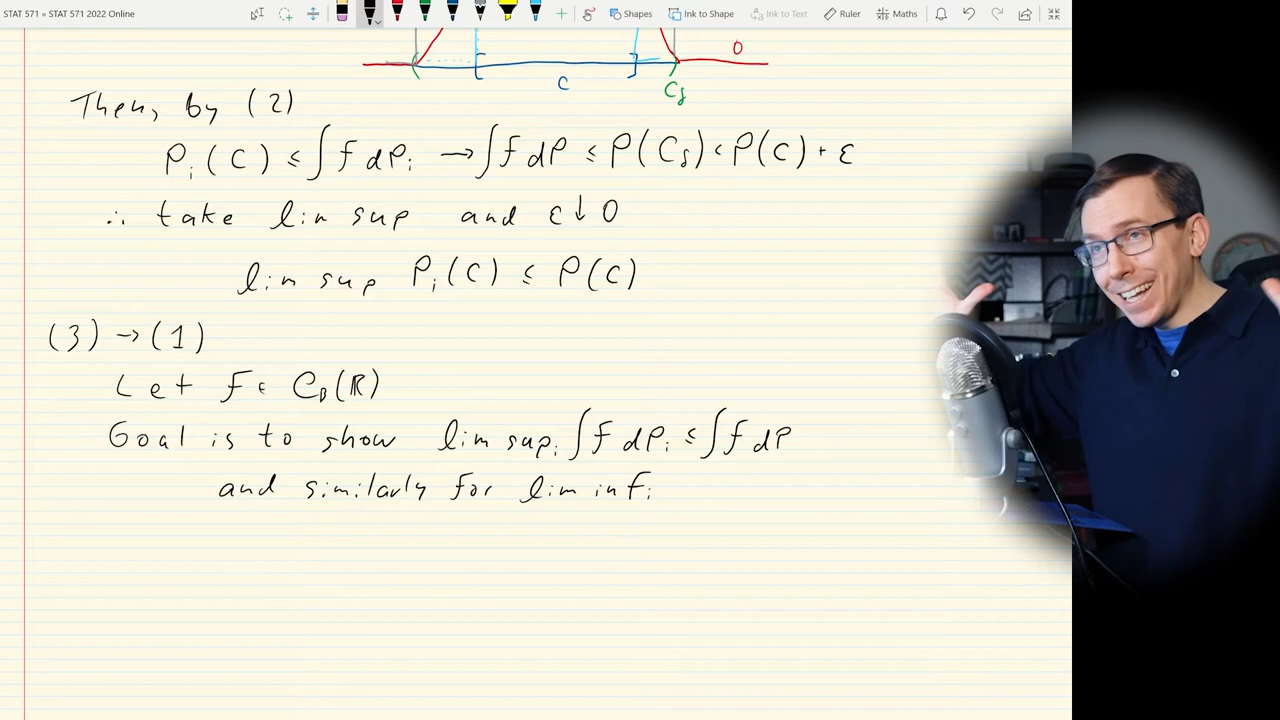 STAT 571 » STAT 571 2022 Online
Shapes Ink to Shape Ink to Text Ruler Maths
0
C
C_δ
Then, by (2)
P_i(C) ≤ ∫ f dP_i → ∫ f dP ≤ P(C_δ) < P(C) + ε
∴ take lim sup and ε ↓ 0
lim sup P_i(C) ≤ P(C)
(3) → (1)
Let f ∈ C_B(ℝ)
Goal is to show lim sup_i ∫ f dP_i ≤ ∫ f dP
and similarly for lim inf_i